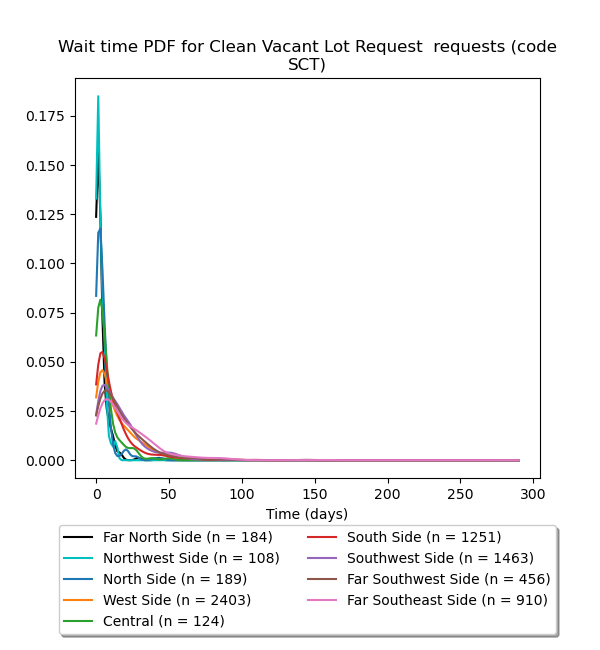 Wait time PDF for Clean Vacant Lot Request  requests (code
SCT)
0.175
0.150
0.125
0.100
0.075
0.050
0.025
0.000
0 50 100 150 200 250 300
Time (days)
Far North Side (n = 184)
Northwest Side (n = 108)
North Side (n = 189)
West Side (n = 2403)
Central (n = 124)
South Side (n = 1251)
Southwest Side (n = 1463)
Far Southwest Side (n = 456)
Far Southeast Side (n = 910)